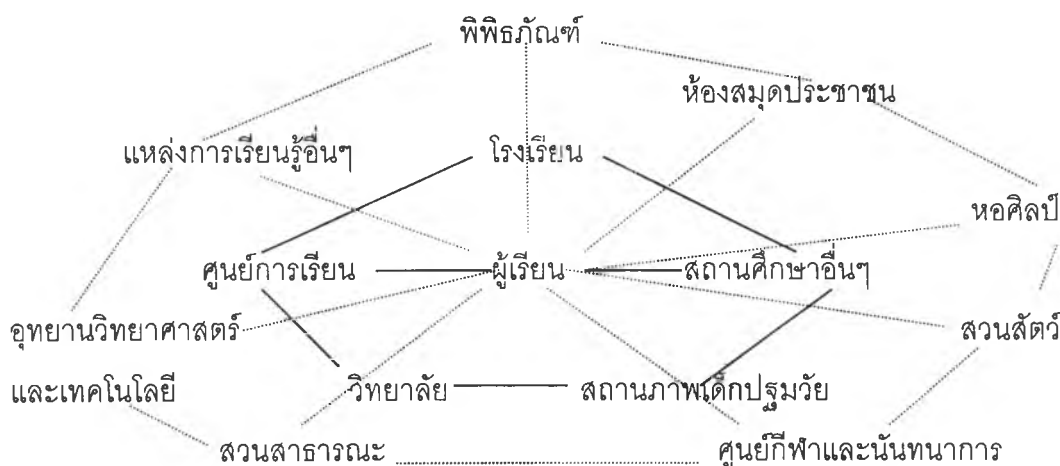 พิพิธภัณฑ์
ห้องสมุดประชาชน
แหล่งการเรียนรู้อื่นๆ
โรงเรียน
หอศิลป์
ศูนย์การเรียน
ผู้เรียน
สถานศึกษาอื่นๆ
อุทยานวิทยาศาสตร์
สวนสัตว์
และเทคโนโลยี
วิทยาลัย
สถานภาพเด็กปฐมวัย
สวนสาธารณะ
ศูนย์กีฬาและนันทนาการ